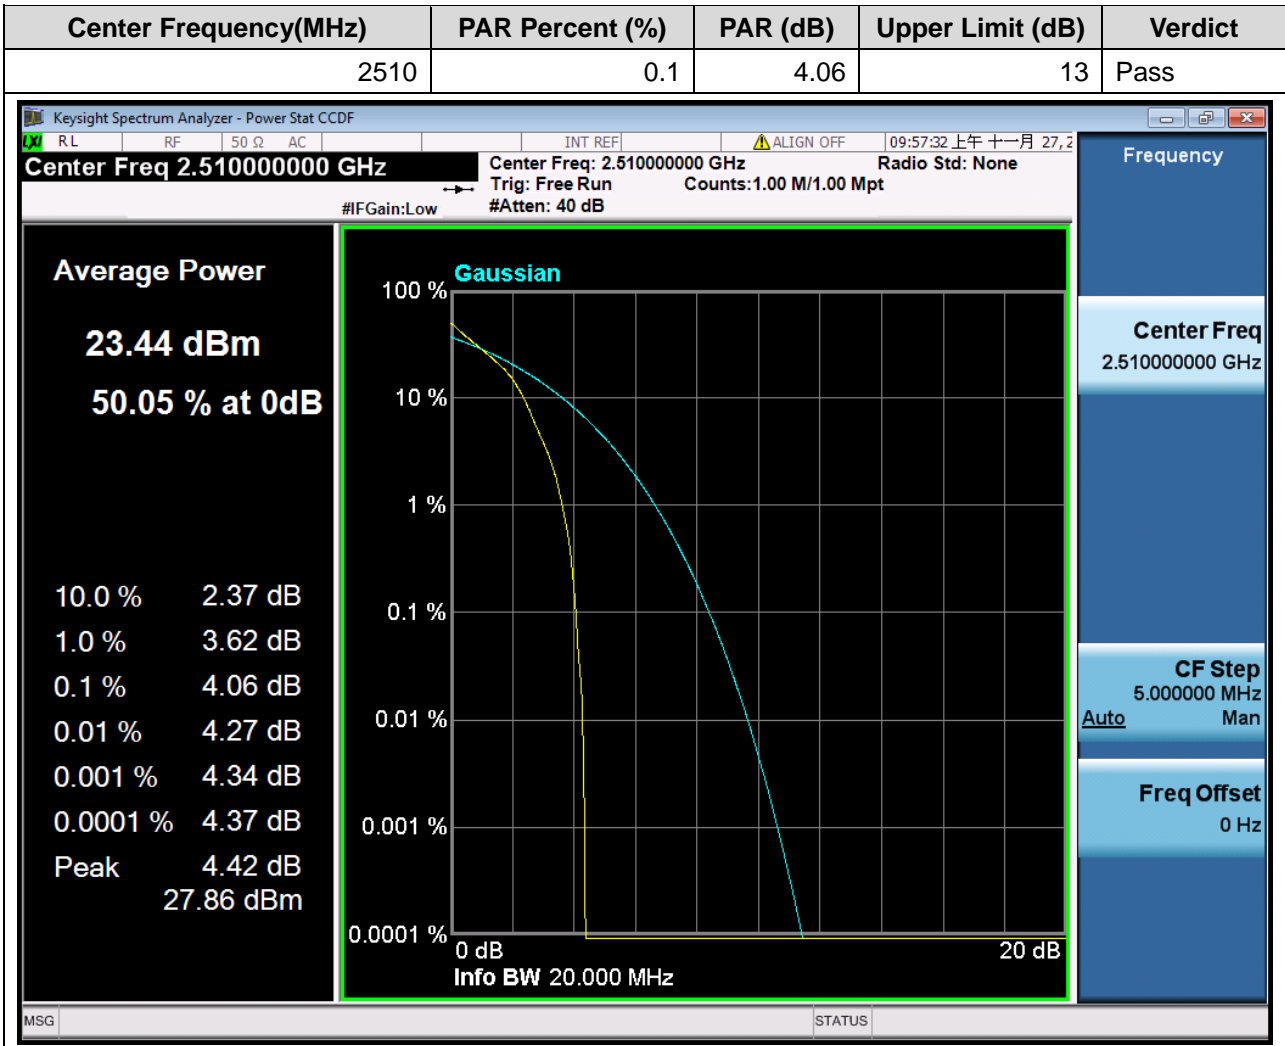 Center Frequency(MHz) PAR Percent (%) PAR (dB) Upper Limit (dB) Verdict
2510 0.1 4.06 13 Pass
Keysight Spectrum Analyzer - Power Stat CCDF
LXI RL RF 50 Ω AC INT REF ALIGN OFF 09:57:32 上午 十一月 27, 2
Center Freq 2.510000000 GHz
Center Freq: 2.510000000 GHz Radio Std: None
Trig: Free Run Counts:1.00 M/1.00 Mpt
#IFGain:Low #Atten: 40 dB
Frequency
Average Power
23.44 dBm
50.05 % at 0dB
10.0 % 2.37 dB
1.0 % 3.62 dB
0.1 % 4.06 dB
0.01 % 4.27 dB
0.001 % 4.34 dB
0.0001 % 4.37 dB
Peak 4.42 dB
27.86 dBm
Gaussian
100 %
10 %
1 %
0.1 %
0.01 %
0.001 %
0.0001 %
0 dB 20 dB
Info BW 20.000 MHz
Center Freq
2.510000000 GHz
CF Step
5.000000 MHz
Auto Man
Freq Offset
0 Hz
MSG STATUS